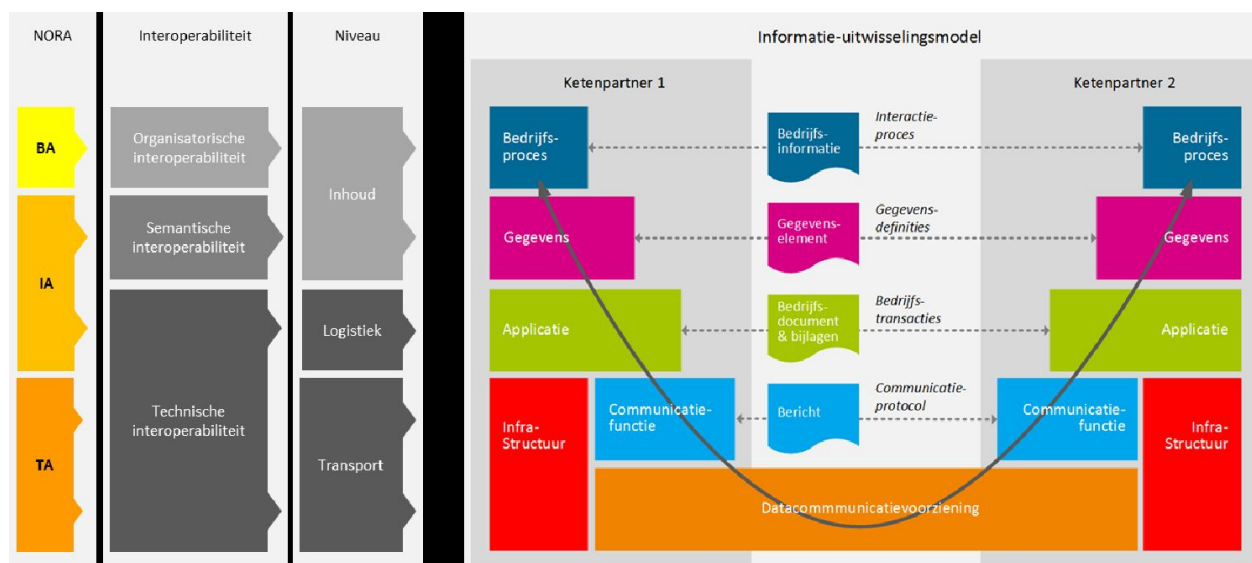 NORA
Interoperabiliteit
Niveau
BA
IA
TA
Organisatorische
interoperabiliteit
Semantische
interoperabiliteit
Technische
interoperabiliteit
Inhoud
Logistiek
Transport
Informatie-uitwisselingsmodel
Ketenpartner 1
Ketenpartner 2
Bedrijfs-
proces
Bedrijfs-
informatie
Interactie-
proces
Bedrijfs-
proces
Gegevens
Gegevens-
element
Gegevens-
definities
Gegevens
Applicatie
Bedrijfs-
document
& bijlagen
Bedrijfs-
transacties
Applicatie
Infra-
Structuur
Communicatie-
functie
Bericht
Communicatie-
protocol
Communicatie-
functie
Infra-
Structuur
Datacommmunicatievoorziening